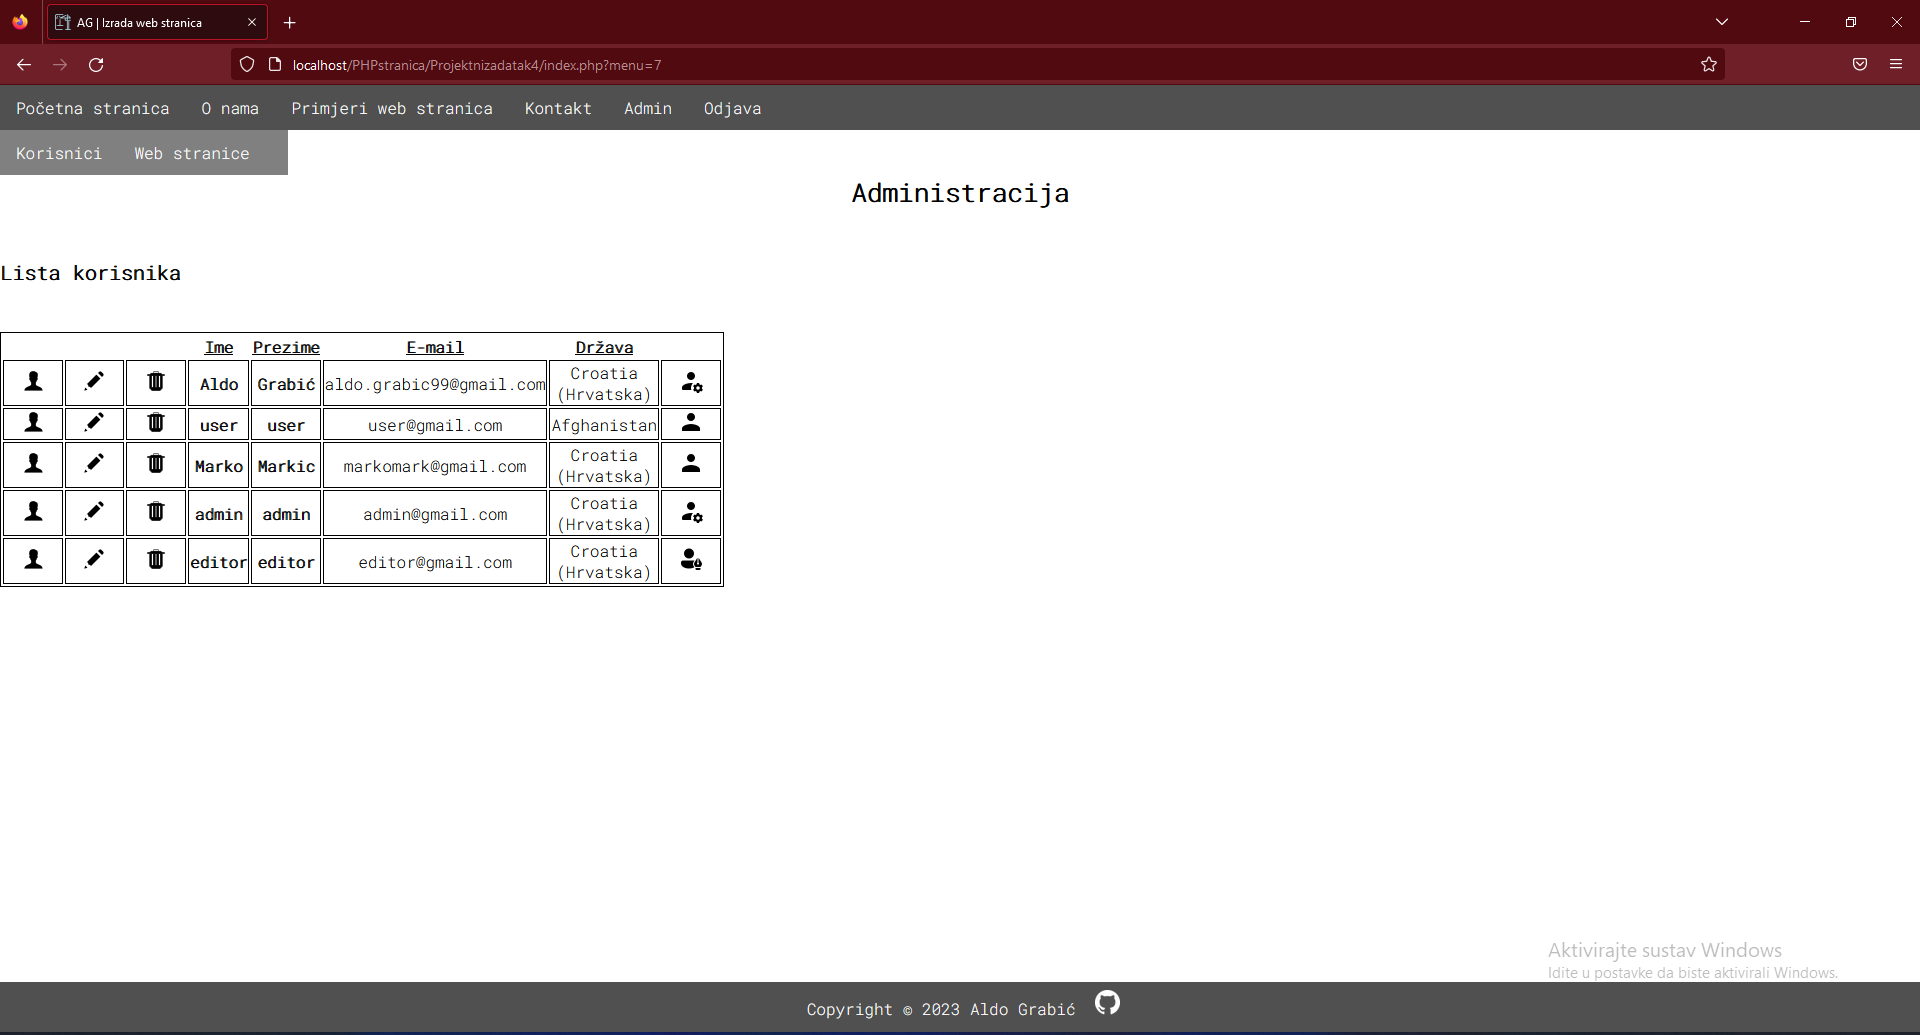 AG | Izrada web stranica
localhost/PHPstranica/Projektnizadatak4/index.php?menu=7
Početna stranica O nama Primjeri web stranica Kontakt Admin Odjava
Korisnici Web stranice
Administracija
Lista korisnika
Ime Prezime E-mail Država
Aldo Grabić aldo.grabic99@gmail.com Croatia (Hrvatska)
user user user@gmail.com Afghanistan
Marko Markic markomark@gmail.com Croatia (Hrvatska)
admin admin admin@gmail.com Croatia (Hrvatska)
editor editor editor@gmail.com Croatia (Hrvatska)
Aktivirajte sustav Windows
Idite u postavke da biste aktivirali Windows.
Copyright © 2023 Aldo Grabić